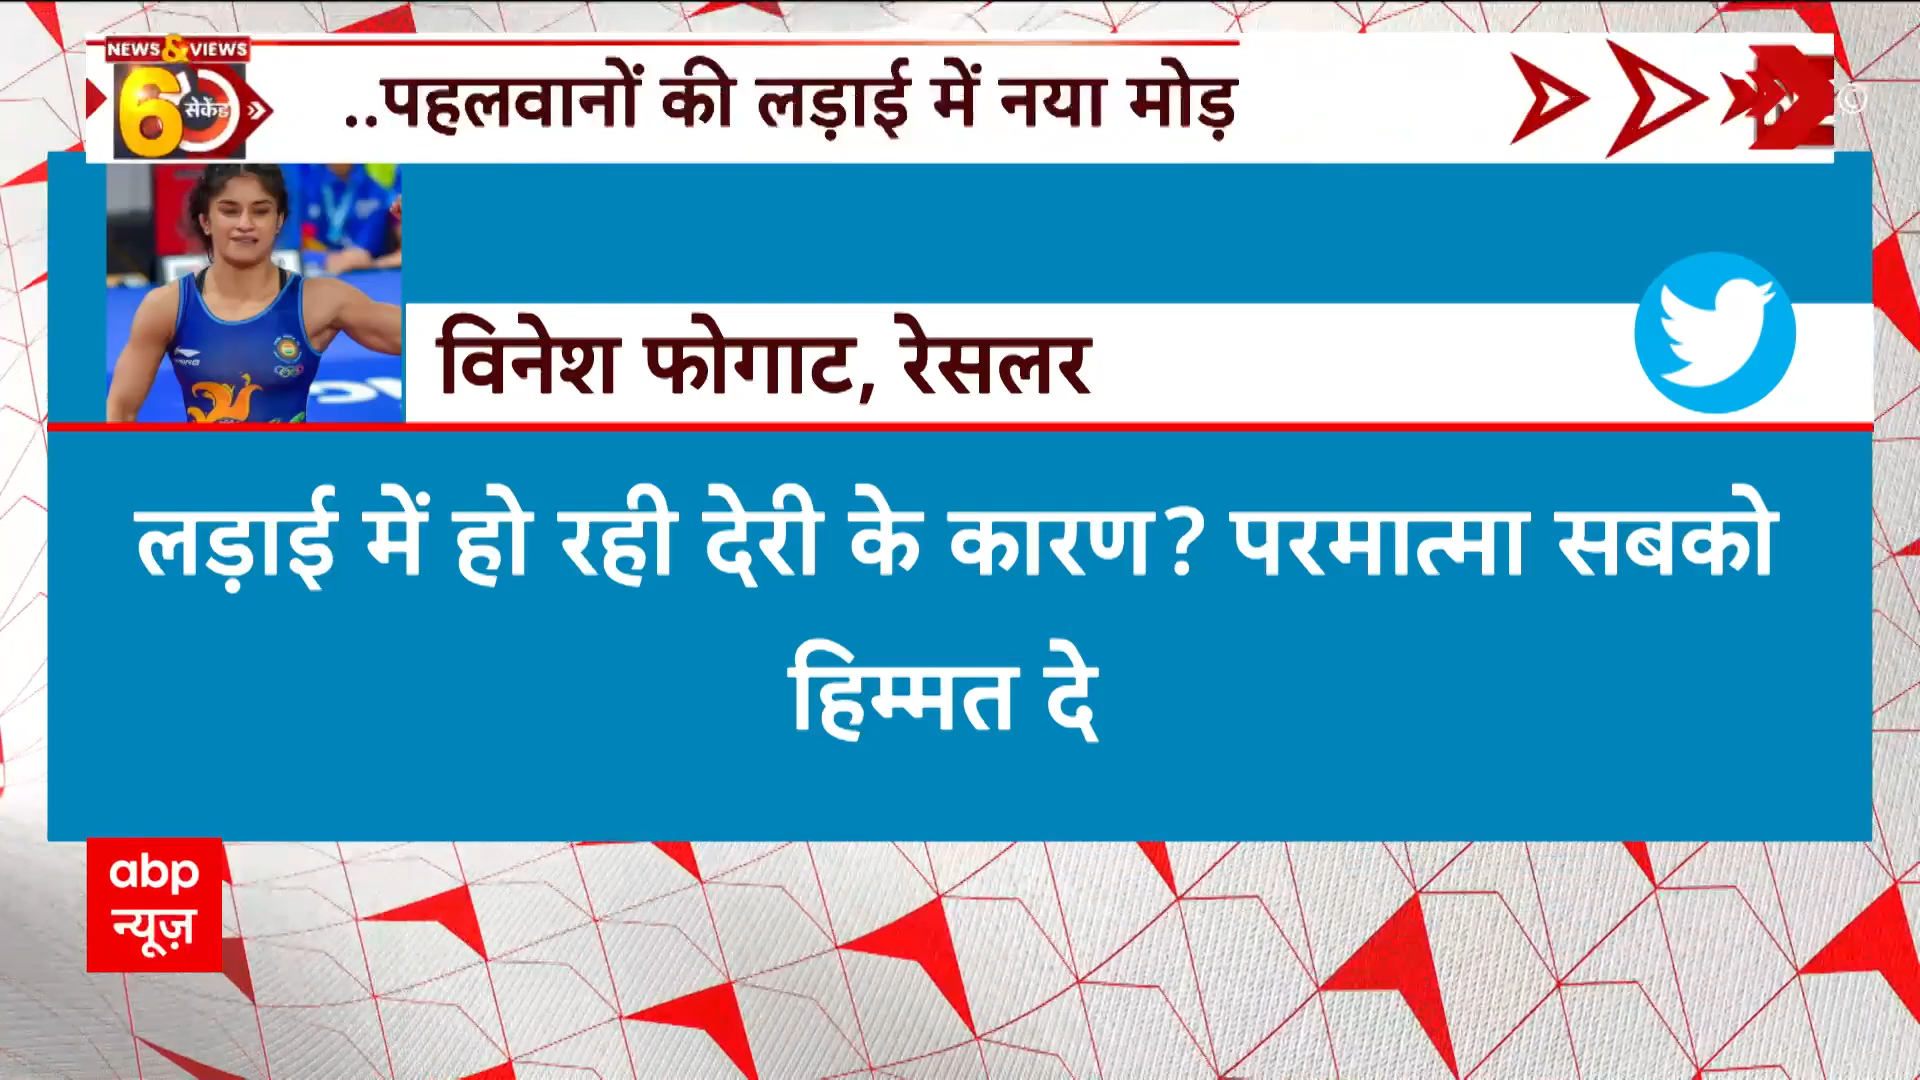 NEWS & VIEWS
60 सेकेंड
..पहलवानों की लड़ाई में नया मोड़
©
विनेश फोगाट, रेसलर
लड़ाई में हो रही देरी के कारण? परमात्मा सबको
हिम्मत दे
abp
न्यूज़